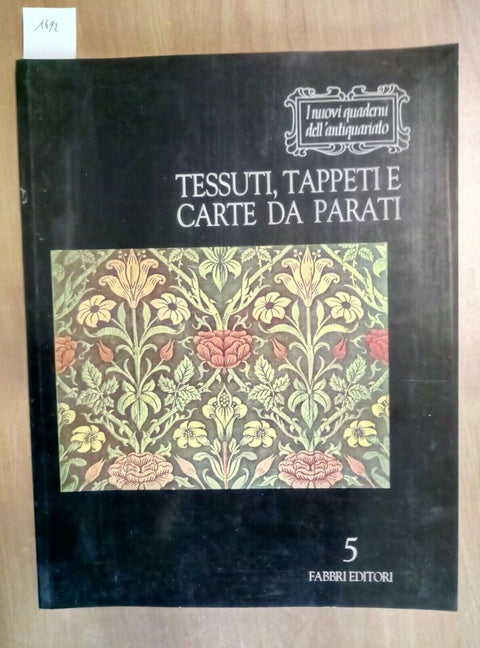 1692
I nuovi quaderni
dell'antiquariato
TESSUTI, TAPPETI E
CARTE DA PARATI
5
FABBRI EDITORI